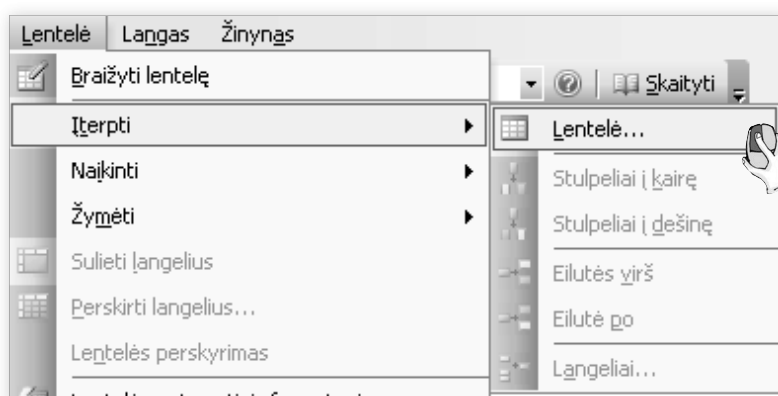 Lentelė Langas Žinynas
Braižyti lentelę
Skaityti
Įterpti
Lentelė...
Naikinti
Stulpeliai į kairę
Žymėti
Stulpeliai į dešinę
Sulieti langelius
Eilutės virš
Perskirti langelius...
Eilutė po
Lentelės perskyrimas
Langeliai...